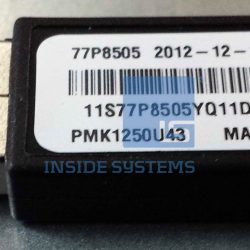 77P8505 2012-12-
11S77P8505YQ11D
PMK1250U43 MA
INSIDE SYSTEMS